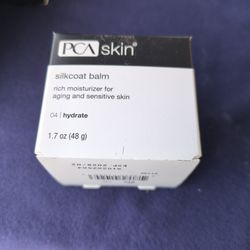 PCA skin®
silkcoat balm
rich moisturizer for
aging and sensitive skin
04 | hydrate
1.7 oz (48 g)